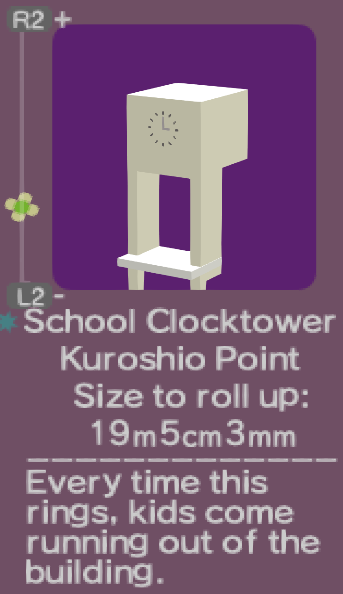 R2 +
L2 -
School Clocktower
Kuroshio Point
Size to roll up:
19m5cm3mm
Every time this
rings, kids come
running out of the
building.